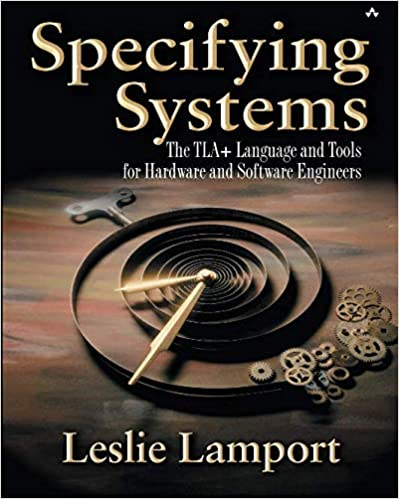 Specifying
Systems
The TLA+ Language and Tools
for Hardware and Software Engineers
Leslie Lamport